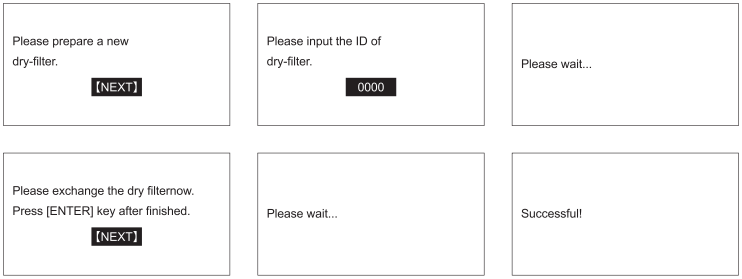 Please prepare a new
dry-filter.
【NEXT】
Please input the ID of
dry-filter.
0000
Please wait...
Please exchange the dry filternow.
Press [ENTER] key after finished.
【NEXT】
Please wait...
Successful!